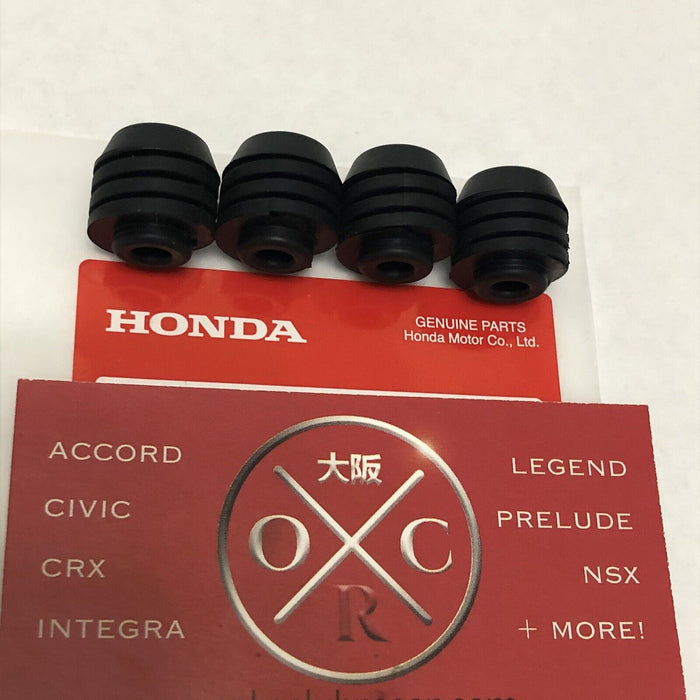 HONDA
GENUINE PARTS
Honda Motor Co., Ltd.
ACCORD
CIVIC
CRX
INTEGRA
大阪
O C
R
LEGEND
PRELUDE
NSX
+ MORE!